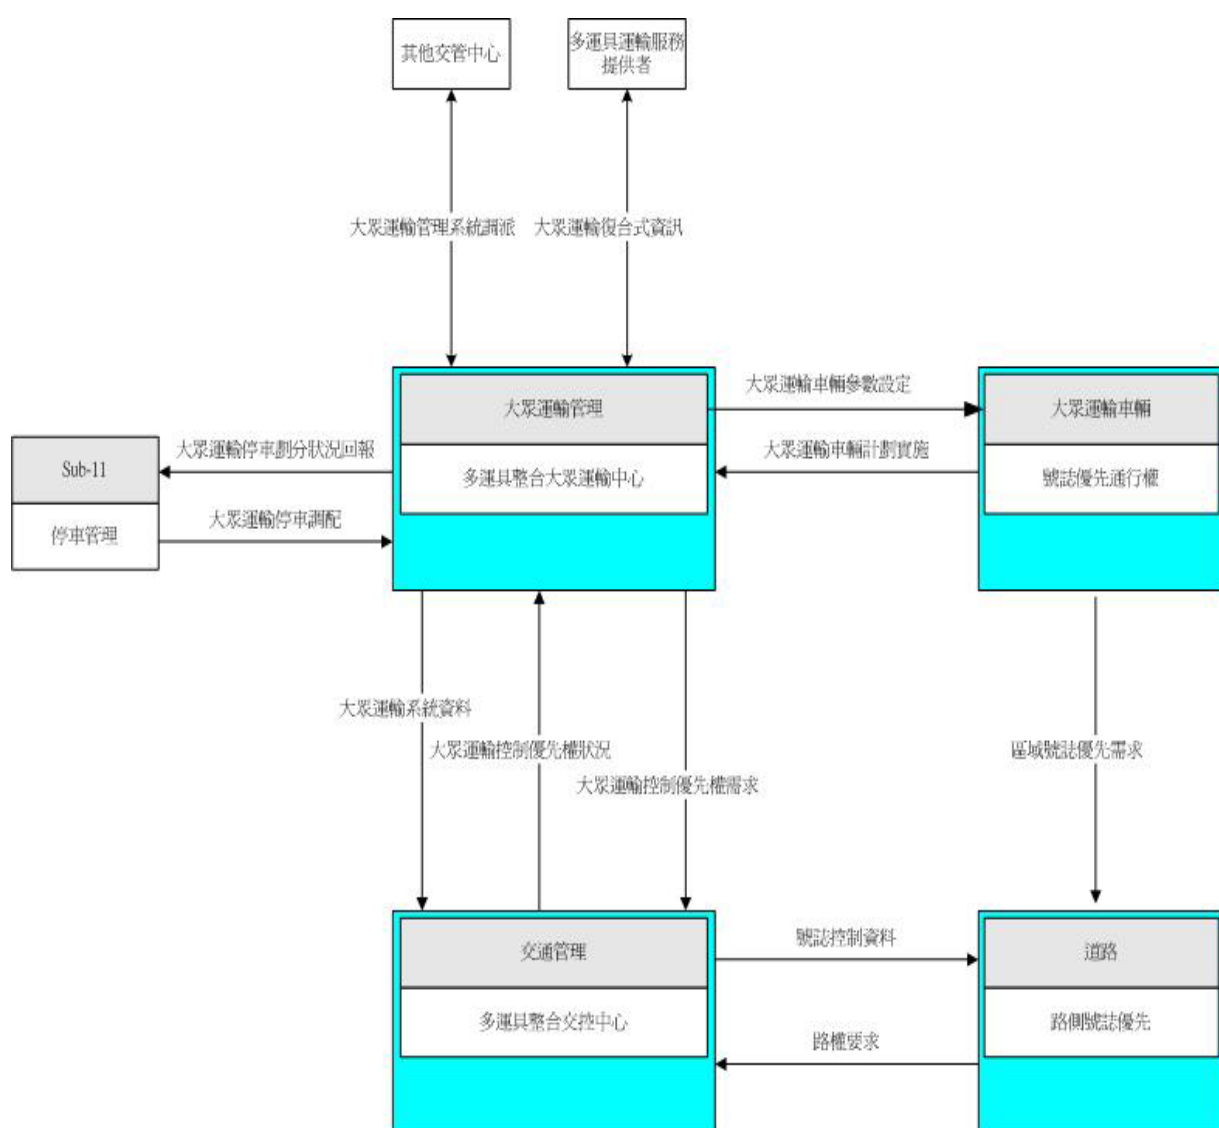 其他交管中心
多運具運輸服務
提供者
大眾運輸管理系統調派
大眾運輸復合式資訊
大眾運輸管理
多運具整合大眾運輸中心
大眾運輸車輛參數設定
大眾運輸車輛計劃實施
大眾運輸車輛
號誌優先通行權
Sub-11
停車管理
大眾運輸停車劃分狀況回報
大眾運輸停車調配
大眾運輸系統資料
大眾運輸控制優先權狀況
大眾運輸控制優先權需求
區域號誌優先需求
交通管理
多運具整合交控中心
號誌控制資料
路權要求
道路
路側號誌優先